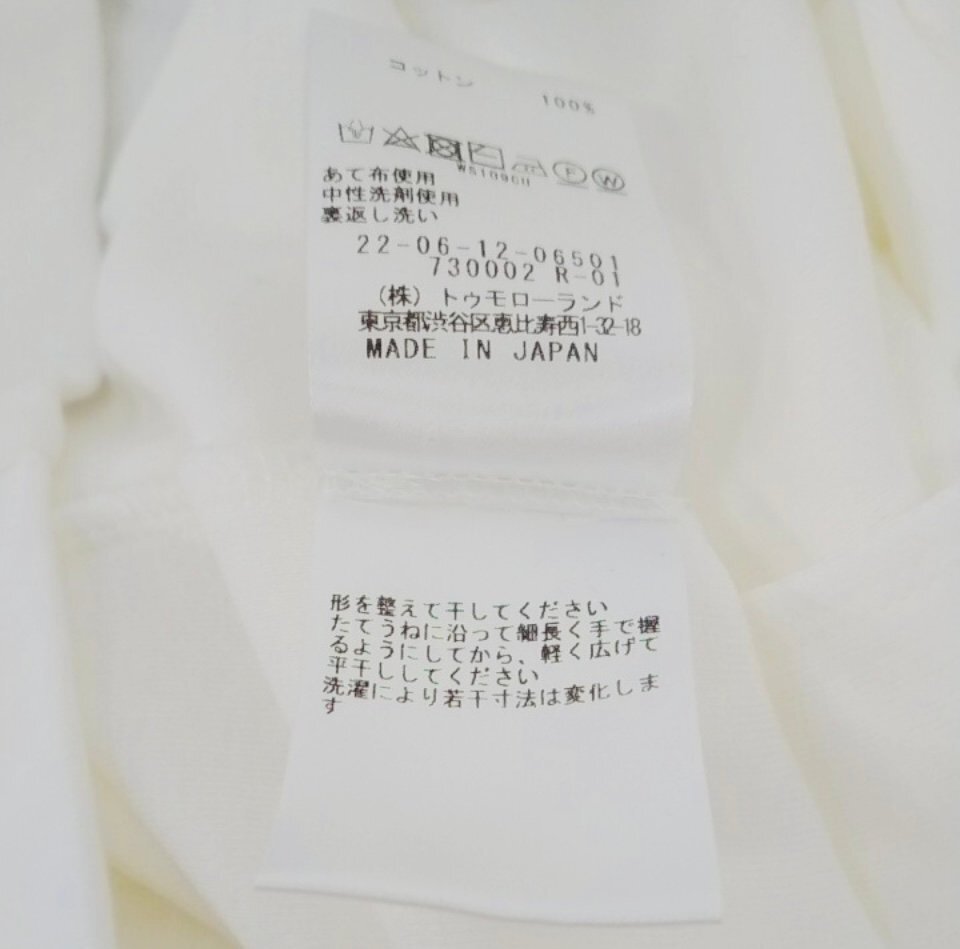 コットン 100%
あて布使用
中性洗剤使用
裏返し洗い
22-06-12-06501
730002 R-01
(株) トゥモローランド
東京都渋谷区恵比寿西1-32-18
MADE IN JAPAN
形を整えて干してください
たてうねに沿って細長く手で握
るようにしてから、軽く広げて
平干ししてください
洗濯により若干寸法は変化しま
す